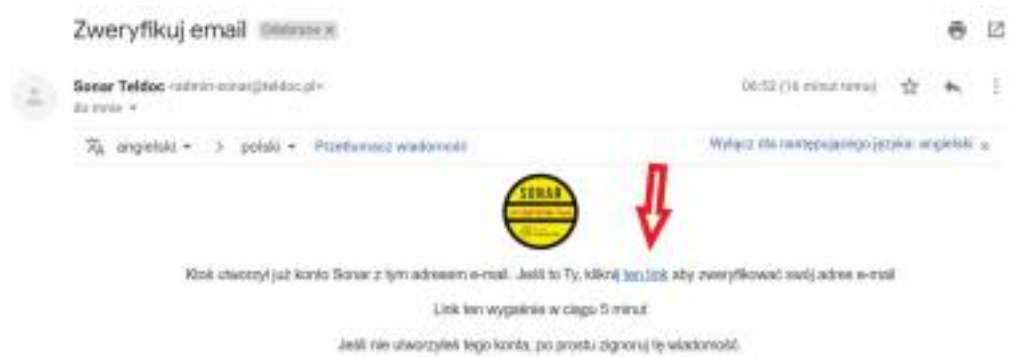 Zweryfikuj email Odebrane x
Sonar Teldoc <admin-sonar@teldoc.pl> 06:52 (16 minut temu)
do mnie
angielski > polski Przetłumacz wiadomość Wyłącz dla następującego języka: angielski x
SONAR
Ktoś utworzył już konto Sonar z tym adresem e-mail. Jeśli to Ty, kliknij ten link aby zweryfikować swój adres e-mail
Link ten wygaśnie w ciągu 5 minut
Jeśli nie utworzyłeś tego konta, po prostu zignoruj tę wiadomość.